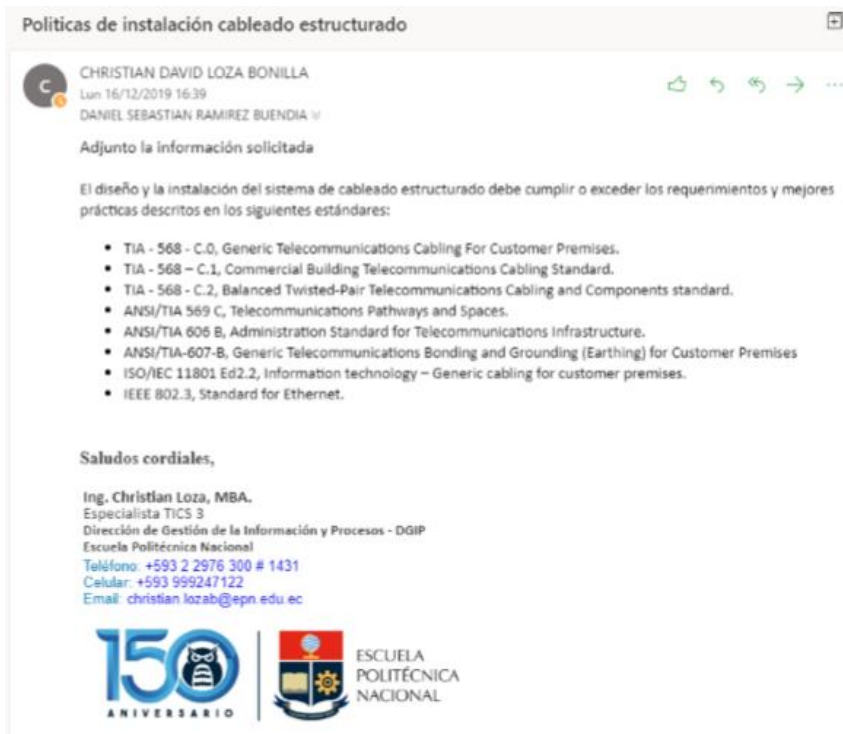 Politicas de instalación cableado estructurado
C
CHRISTIAN DAVID LOZA BONILLA
Lun 16/12/2019 16:39
DANIEL SEBASTIAN RAMIREZ BUENDIA
Adjunto la información solicitada
El diseño y la instalación del sistema de cableado estructurado debe cumplir o exceder los requerimientos y mejores
prácticas descritos en los siguientes estándares:
• TIA - 568 - C.0, Generic Telecommunications Cabling For Customer Premises.
• TIA - 568 – C.1, Commercial Building Telecommunications Cabling Standard.
• TIA - 568 - C.2, Balanced Twisted-Pair Telecommunications Cabling and Components standard.
• ANSI/TIA 569 C, Telecommunications Pathways and Spaces.
• ANSI/TIA 606 B, Administration Standard for Telecommunications Infrastructure.
• ANSI/TIA-607-B, Generic Telecommunications Bonding and Grounding (Earthing) for Customer Premises
• ISO/IEC 11801 Ed2.2, Information technology – Generic cabling for customer premises.
• IEEE 802.3, Standard for Ethernet.
Saludos cordiales,
Ing. Christian Loza, MBA.
Especialista TICS 3
Dirección de Gestión de la Información y Procesos - DGIP
Escuela Politécnica Nacional
Teléfono: +593 2 2976 300 # 1431
Celular: +593 999247122
Email: christian.lozab@epn.edu.ec
150
ANIVERSARIO
ESCUELA
POLITÉCNICA
NACIONAL